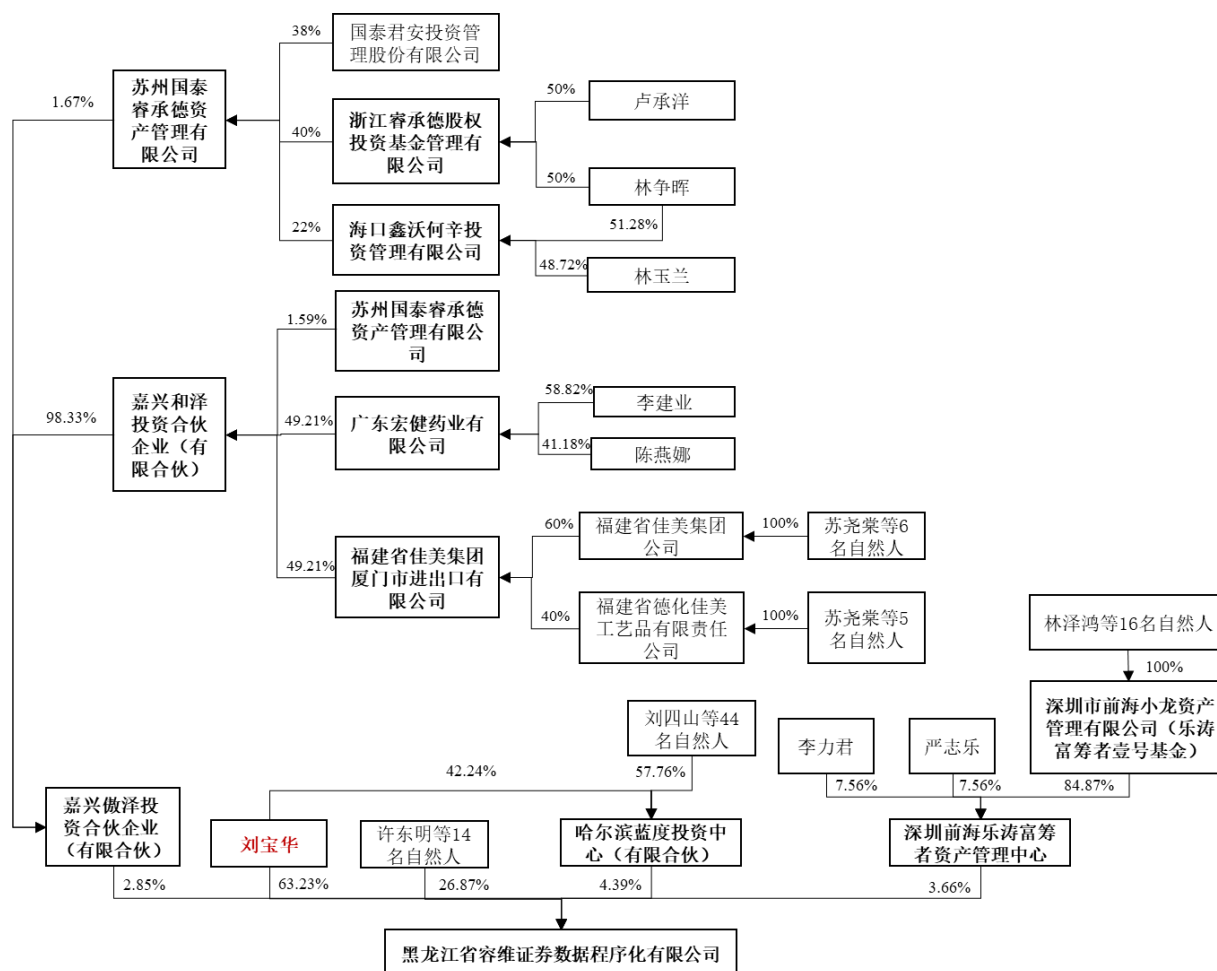 38%
国泰君安投资管
理股份有限公司
1.67%
苏州国泰
睿承德资
产管理有
限公司
40%
浙江睿承德股权
投资基金管理有
限公司
50%
卢承洋
50%
林争晖
22%
海口鑫沃何辛投
资管理有限公司
51.28%
48.72%
林玉兰
1.59%
苏州国泰睿承德
资产管理有限公
司
98.33%
嘉兴和泽
投资合伙
企业（有
限合伙）
49.21%
广东宏健药业有
限公司
58.82%
李建业
41.18%
陈燕娜
49.21%
福建省佳美集团
厦门市进出口有
限公司
60%
福建省佳美集团
公司
100%
苏尧棠等6
名自然人
40%
福建省德化佳美
工艺品有限责任
公司
100%
苏尧棠等5
名自然人
林泽鸿等16名自然人
100%
深圳市前海小龙资产
管理有限公司（乐涛
富筹者壹号基金）
刘四山等44
名自然人
李力君
严志乐
42.24%
57.76%
7.56%
7.56%
84.87%
嘉兴傲泽投
资合伙企业
（有限合伙）
刘宝华
许东明等14
名自然人
哈尔滨蓝度投资中
心（有限合伙）
深圳前海乐涛富筹
者资产管理中心
2.85%
63.23%
26.87%
4.39%
3.66%
黑龙江省容维证券数据程序化有限公司